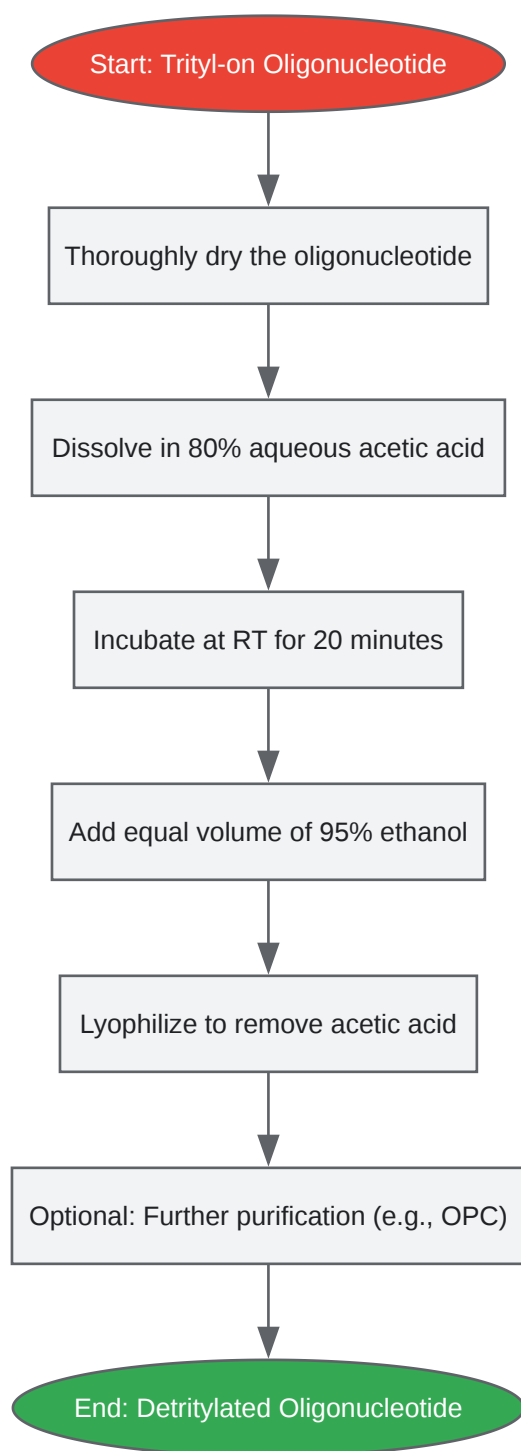 Start: Trityl-on Oligonucleotide
Thoroughly dry the oligonucleotide
Dissolve in 80% aqueous acetic acid
Incubate at RT for 20 minutes
Add equal volume of 95% ethanol
Lyophilize to remove acetic acid
Optional: Further purification (e.g., OPC)
End: Detritylated Oligonucleotide